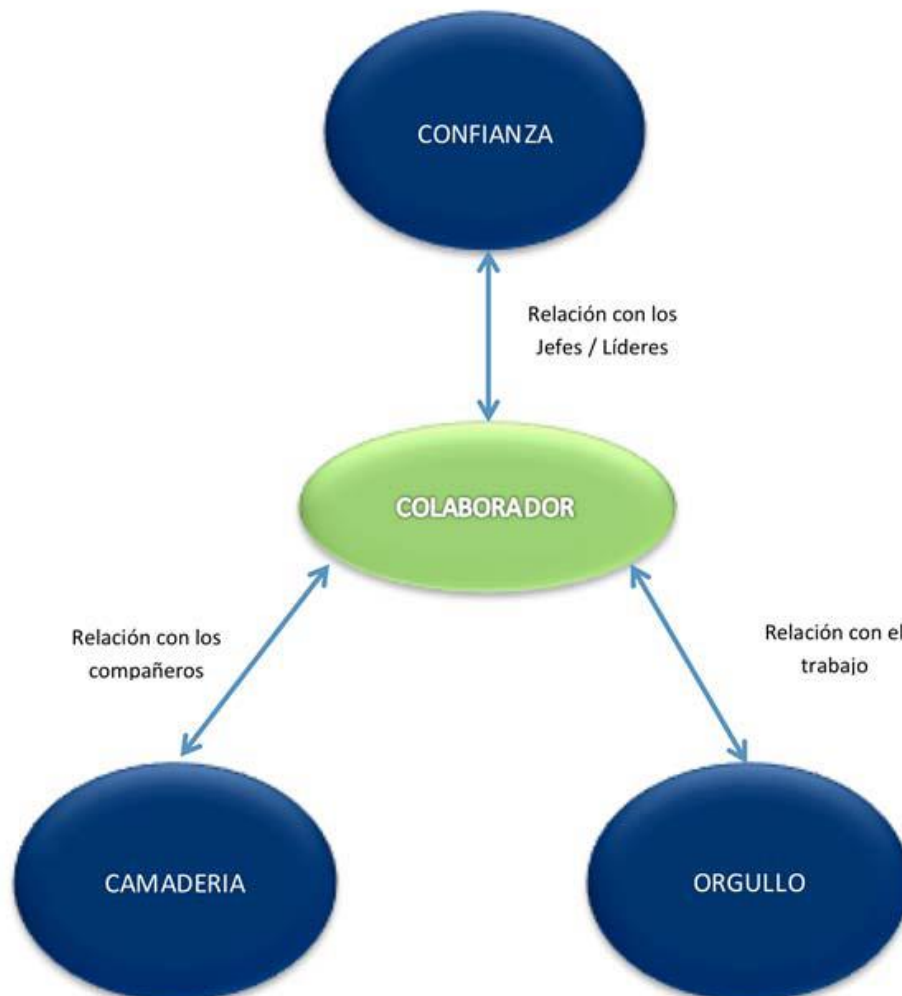 CONFIANZA
Relación con los
Jefes / Líderes
COLABORADOR
Relación con los
compañeros
Relación con el
trabajo
CAMADERIA
ORGULLO